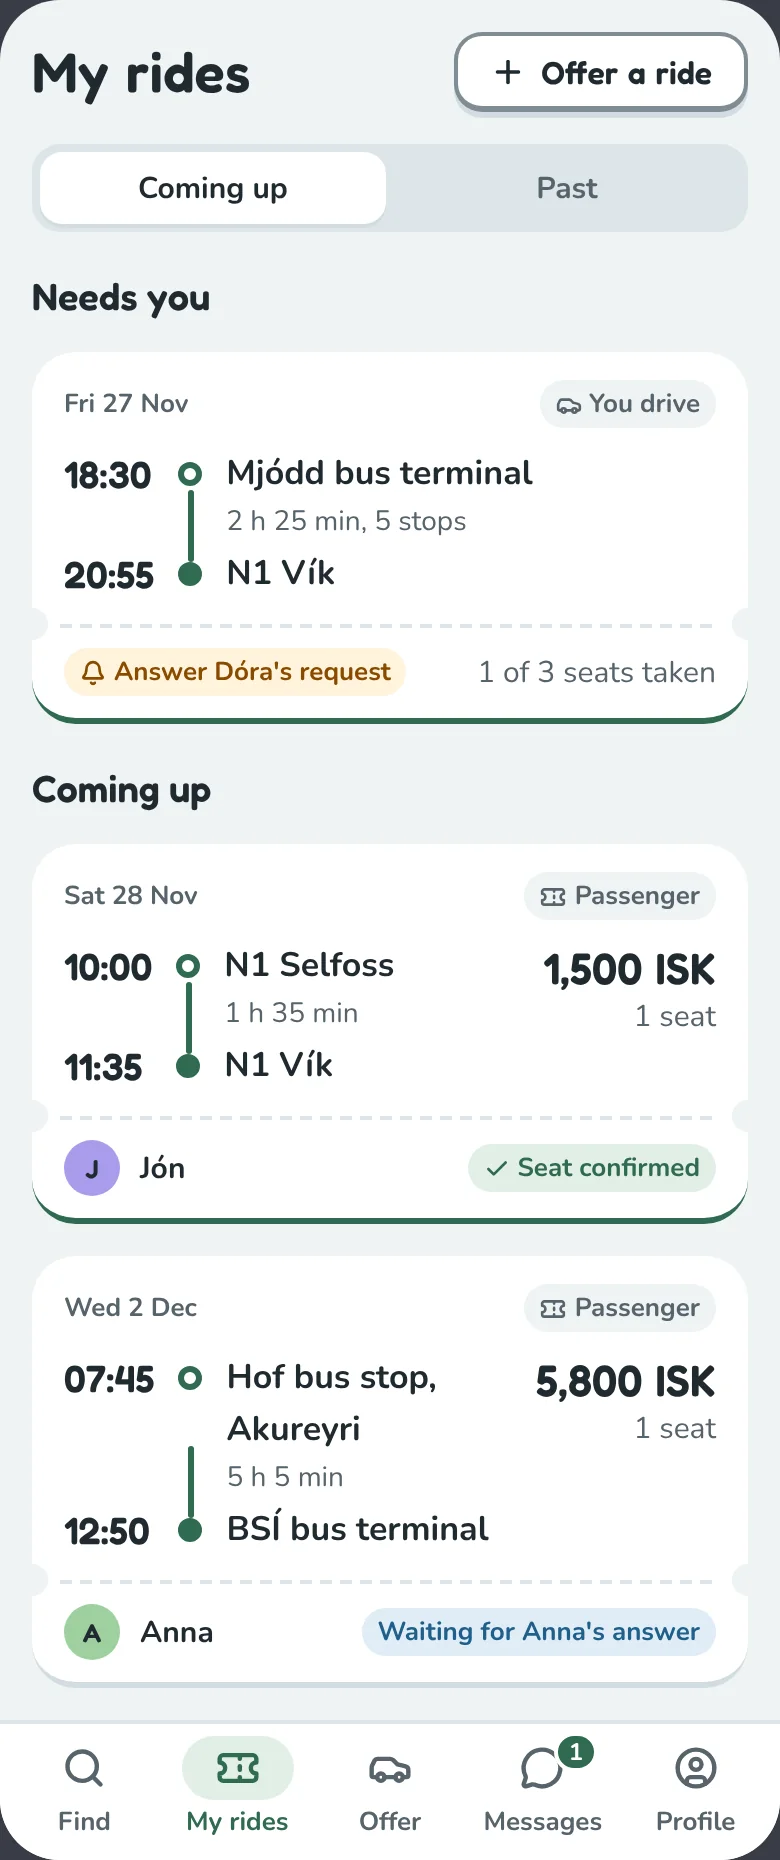 My rides
Offer a ride
Coming up
Past
Needs you
Fri 27 Nov
You drive
18:30
Mjódd bus terminal
2 h 25 min, 5 stops
20:55
N1 Vík
Answer Dóra's request
1 of 3 seats taken
Coming up
Sat 28 Nov
Passenger
10:00
N1 Selfoss
1,500 ISK
1 h 35 min
1 seat
11:35
N1 Vík
J
Jón
Seat confirmed
Wed 2 Dec
Passenger
07:45
Hof bus stop,
Akureyri
5,800 ISK
1 seat
5 h 5 min
12:50
BSÍ bus terminal
A
Anna
Waiting for Anna's answer
Find
My rides
Offer
1
Messages
Profile